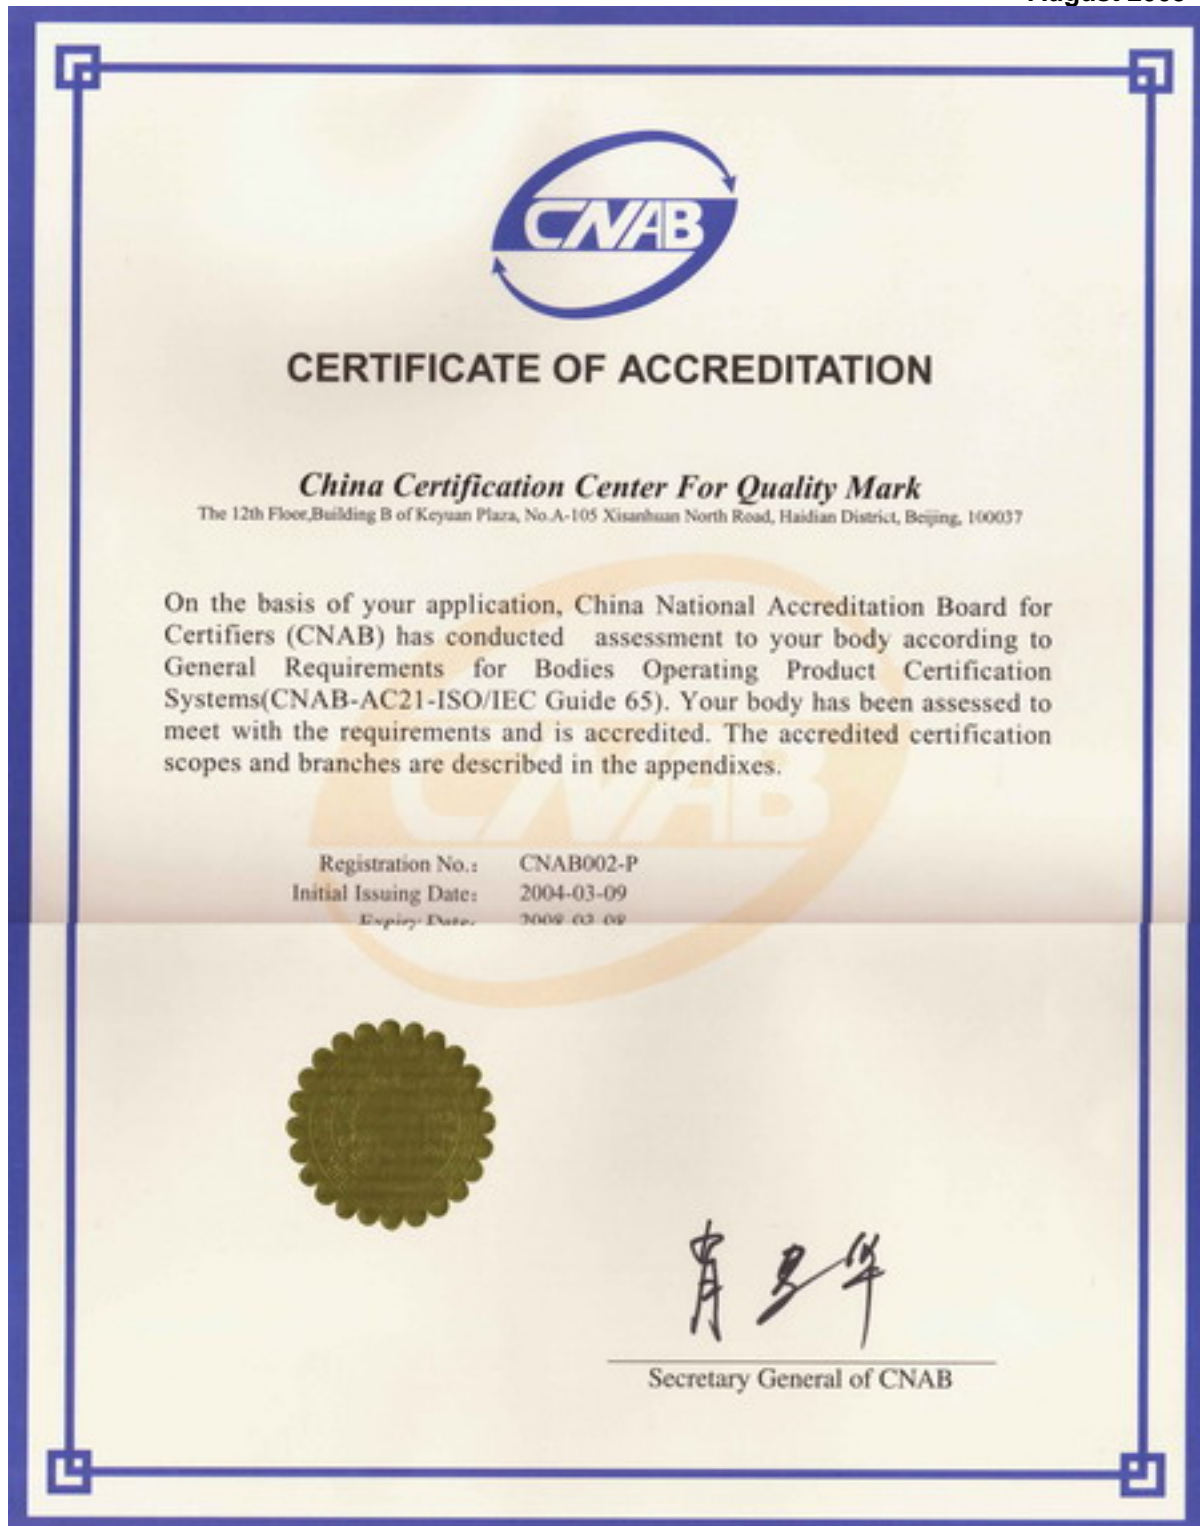 August
CNAB
CERTIFICATE OF ACCREDITATION
China Certification Center For Quality Mark
The 12th Floor,Building B of Keyuan Plaza, No.A-105 Xisanhuan North Road, Haidian District, Beijing, 100037
On the basis of your application, China National Accreditation Board for
Certifiers (CNAB) has conducted assessment to your body according to
General Requirements for Bodies Operating Product Certification
Systems(CNAB-AC21-ISO/IEC Guide 65). Your body has been assessed to
meet with the requirements and is accredited. The accredited certification
scopes and branches are described in the appendixes.
CNAB
Registration No.: CNAB002-P
Initial Issuing Date: 2004-03-09
Expiry Date:
Secretary General of CNAB